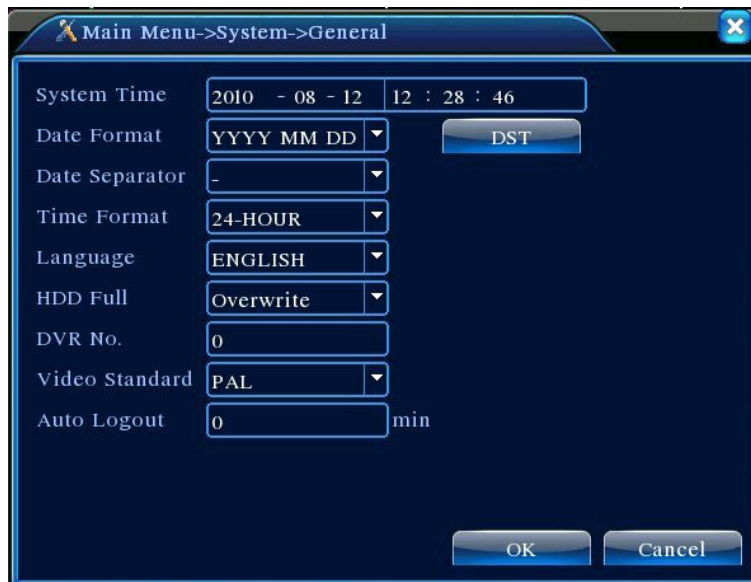 Main Menu->System->General
System Time 2010 - 08 - 12 12 : 28 : 46
Date Format YYYY MM DD DST
Date Separator -
Time Format 24-HOUR
Language ENGLISH
HDD Full Overwrite
DVR No. 0
Video Standard PAL
Auto Logout 0 min
OK Cancel